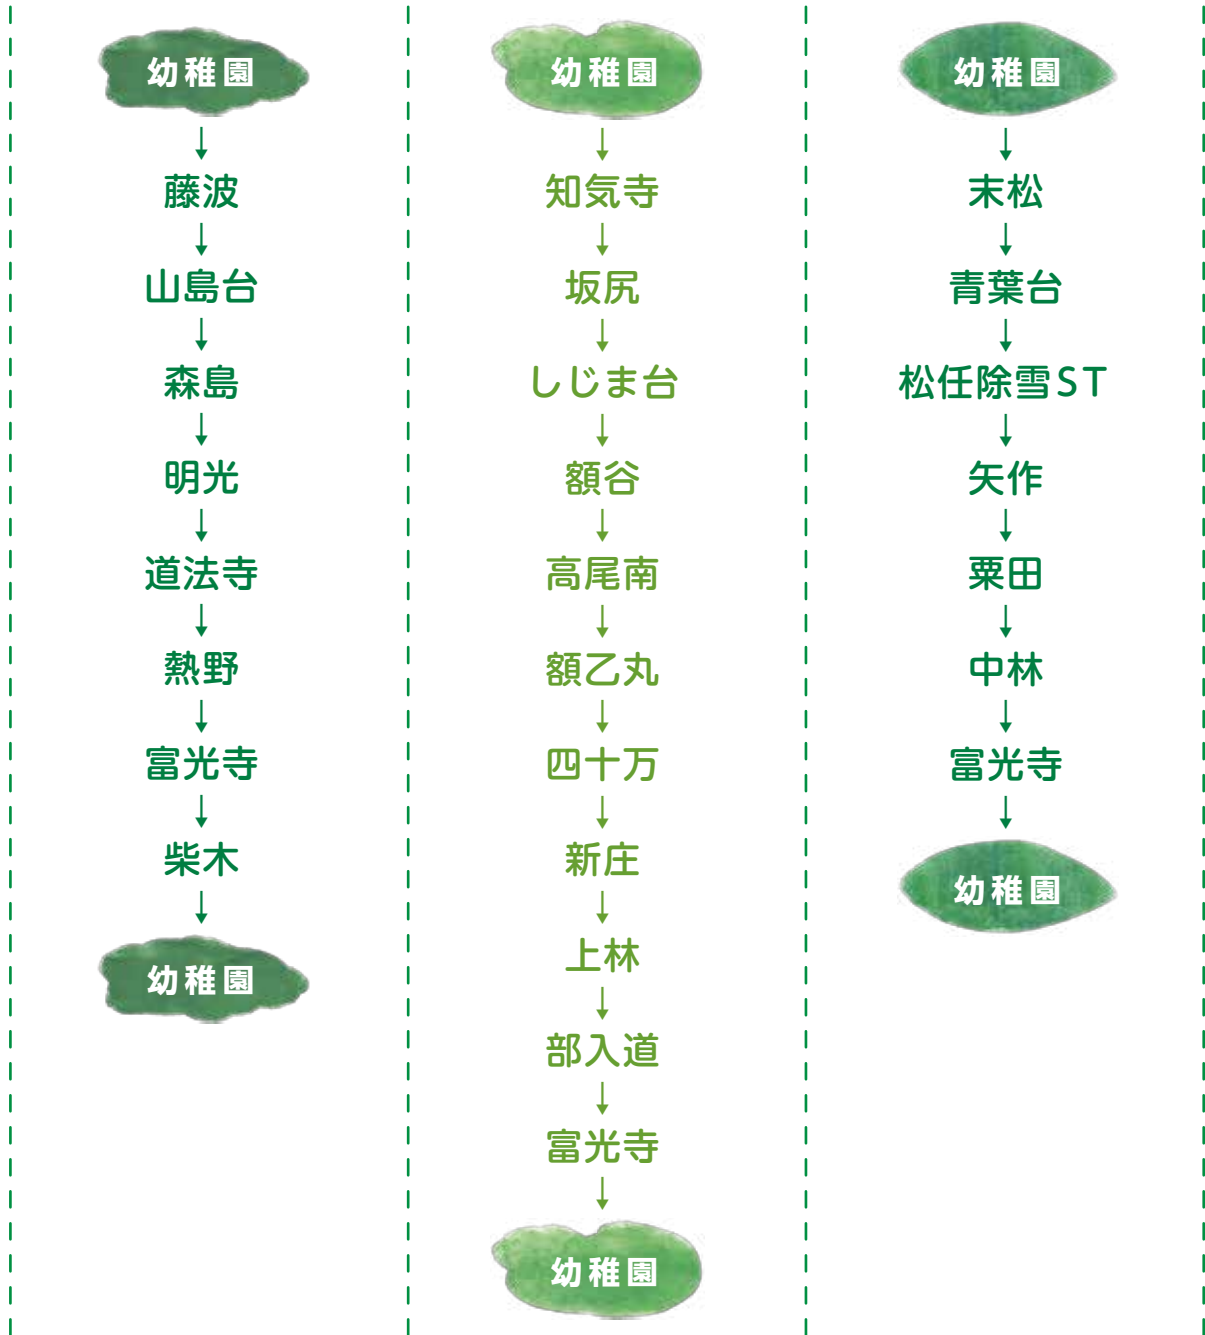 幼稚園
藤波
山島台
森島
明光
道法寺
熱野
富光寺
柴木
幼稚園
幼稚園
知気寺
坂尻
しじま台
額谷
高尾南
額乙丸
四十万
新庄
上林
部入道
富光寺
幼稚園
幼稚園
末松
青葉台
松任除雪ST
矢作
粟田
中林
富光寺
幼稚園